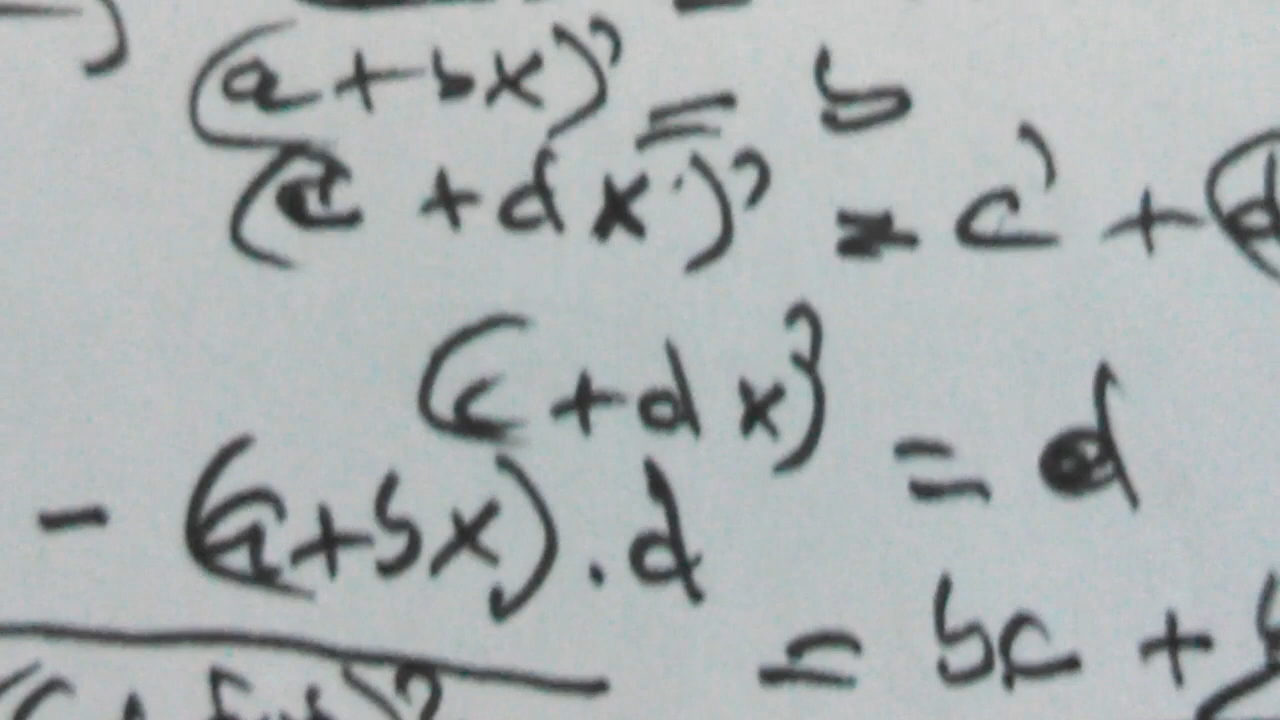 (a+bx)' = b
(c+dx)' = c' + (d
(c+dx)' = d
- (a+bx).d
= bc +